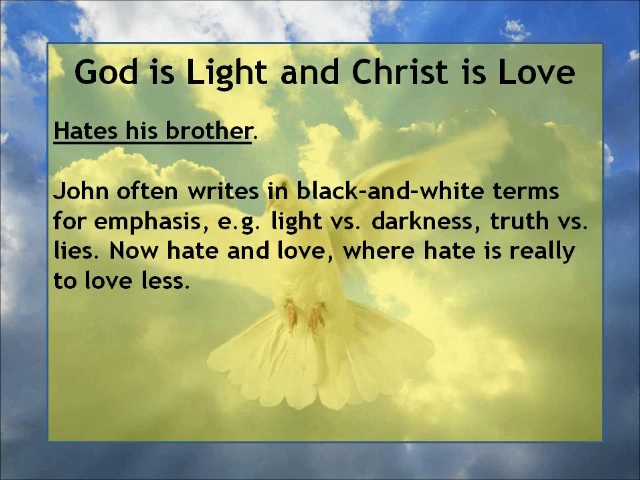 God is Light and Christ is Love
Hates his brother.
John often writes in black-and-white terms
for emphasis, e.g. light vs. darkness, truth vs.
lies. Now hate and love, where hate is really
to love less.